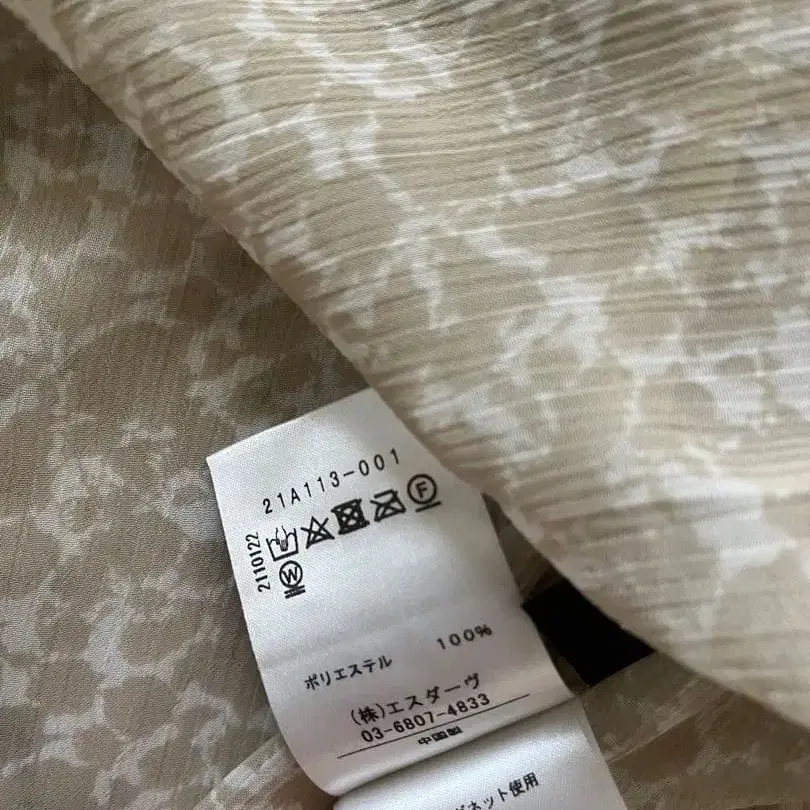 21A113-001
2110122
W
F
ポリエステル 100%
(株)エスダーヴ
03-6807-4833
中国製
ネット使用